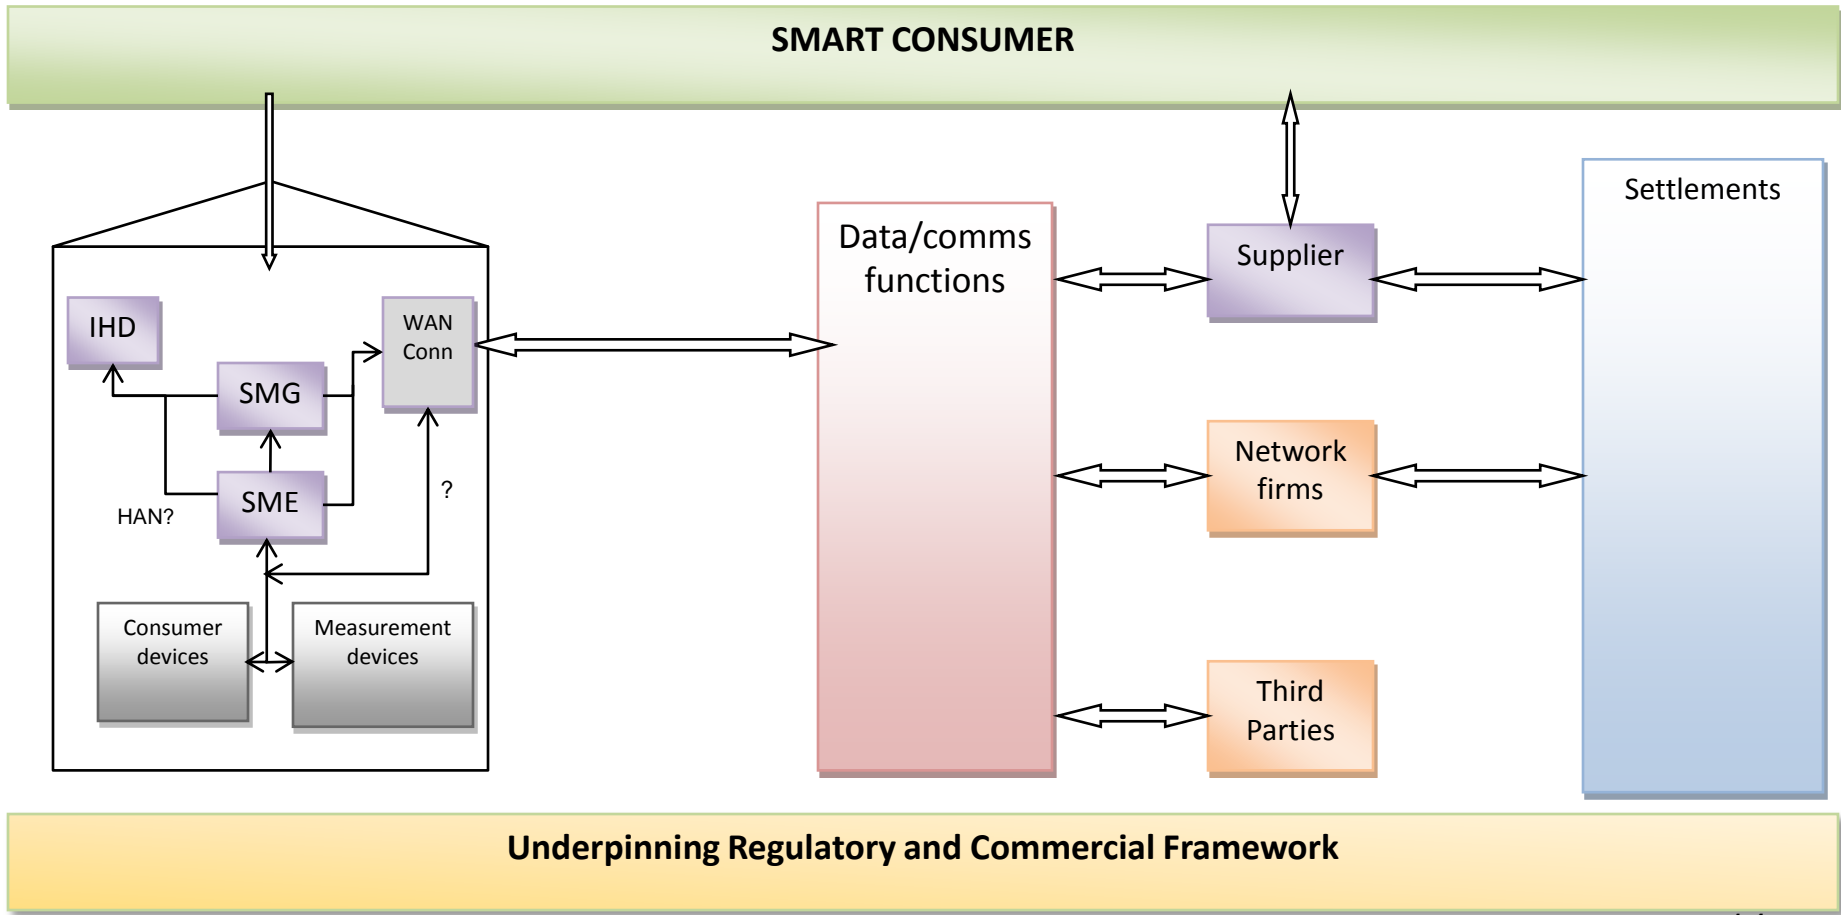 SMART CONSUMER
Settlements
Data/comms
functions
Supplier
IHD
WAN
Conn
SMG
Network
firms
SME
?
HAN?
Consumer
devices
Measurement
devices
Third
Parties
Underpinning Regulatory and Commercial Framework